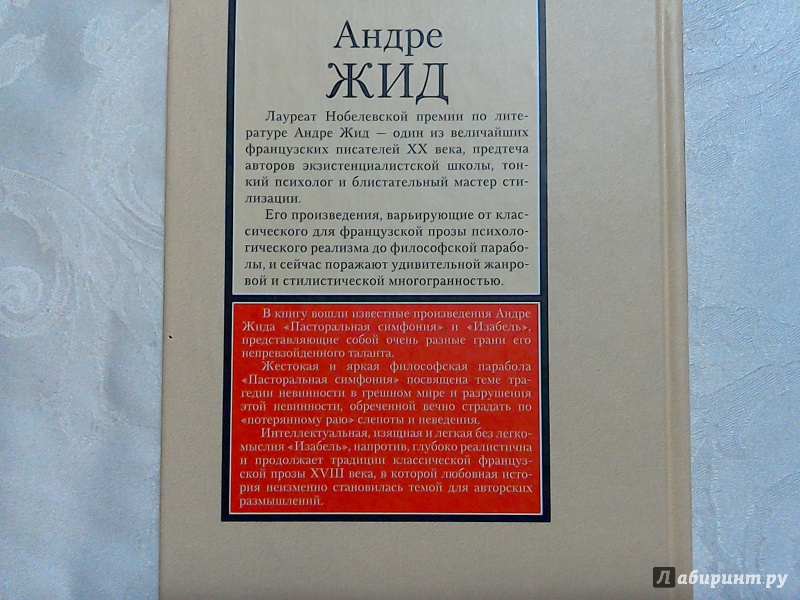 Андре
ЖИД
Лауреат Нобелевской премии по лите-
ратуре Андре Жид — один из величайших
французских писателей XX века, предтеча
авторов экзистенциалистской школы, тон-
кий психолог и блистательный мастер сти-
лизации.
Его произведения, варьирующие от клас-
сического для французской прозы психоло-
гического реализма до философской парабо-
лы, и сейчас поражают удивительной жанро-
вой и стилистической многогранностью.
В книгу вошли известные произведения Андре
Жида «Пасторальная симфония» и «Изабель»,
представляющие собой очень разные грани его
непревзойденного таланта.
Жестокая и яркая философская парабола
«Пасторальная симфония» посвящена теме тра-
гедии невинности в грешном мире и разрушения
этой невинности, обреченной вечно страдать по
«потерянному раю» слепоты и неведения.
Интеллектуальная, изящная и легкая без легко-
мыслия «Изабель», напротив, глубоко реалистична
и продолжает традиции классической француз-
ской прозы XVIII века, в которой любовная исто-
рия неизменно становилась темой для авторских
размышлений.
Лабиринт.ру